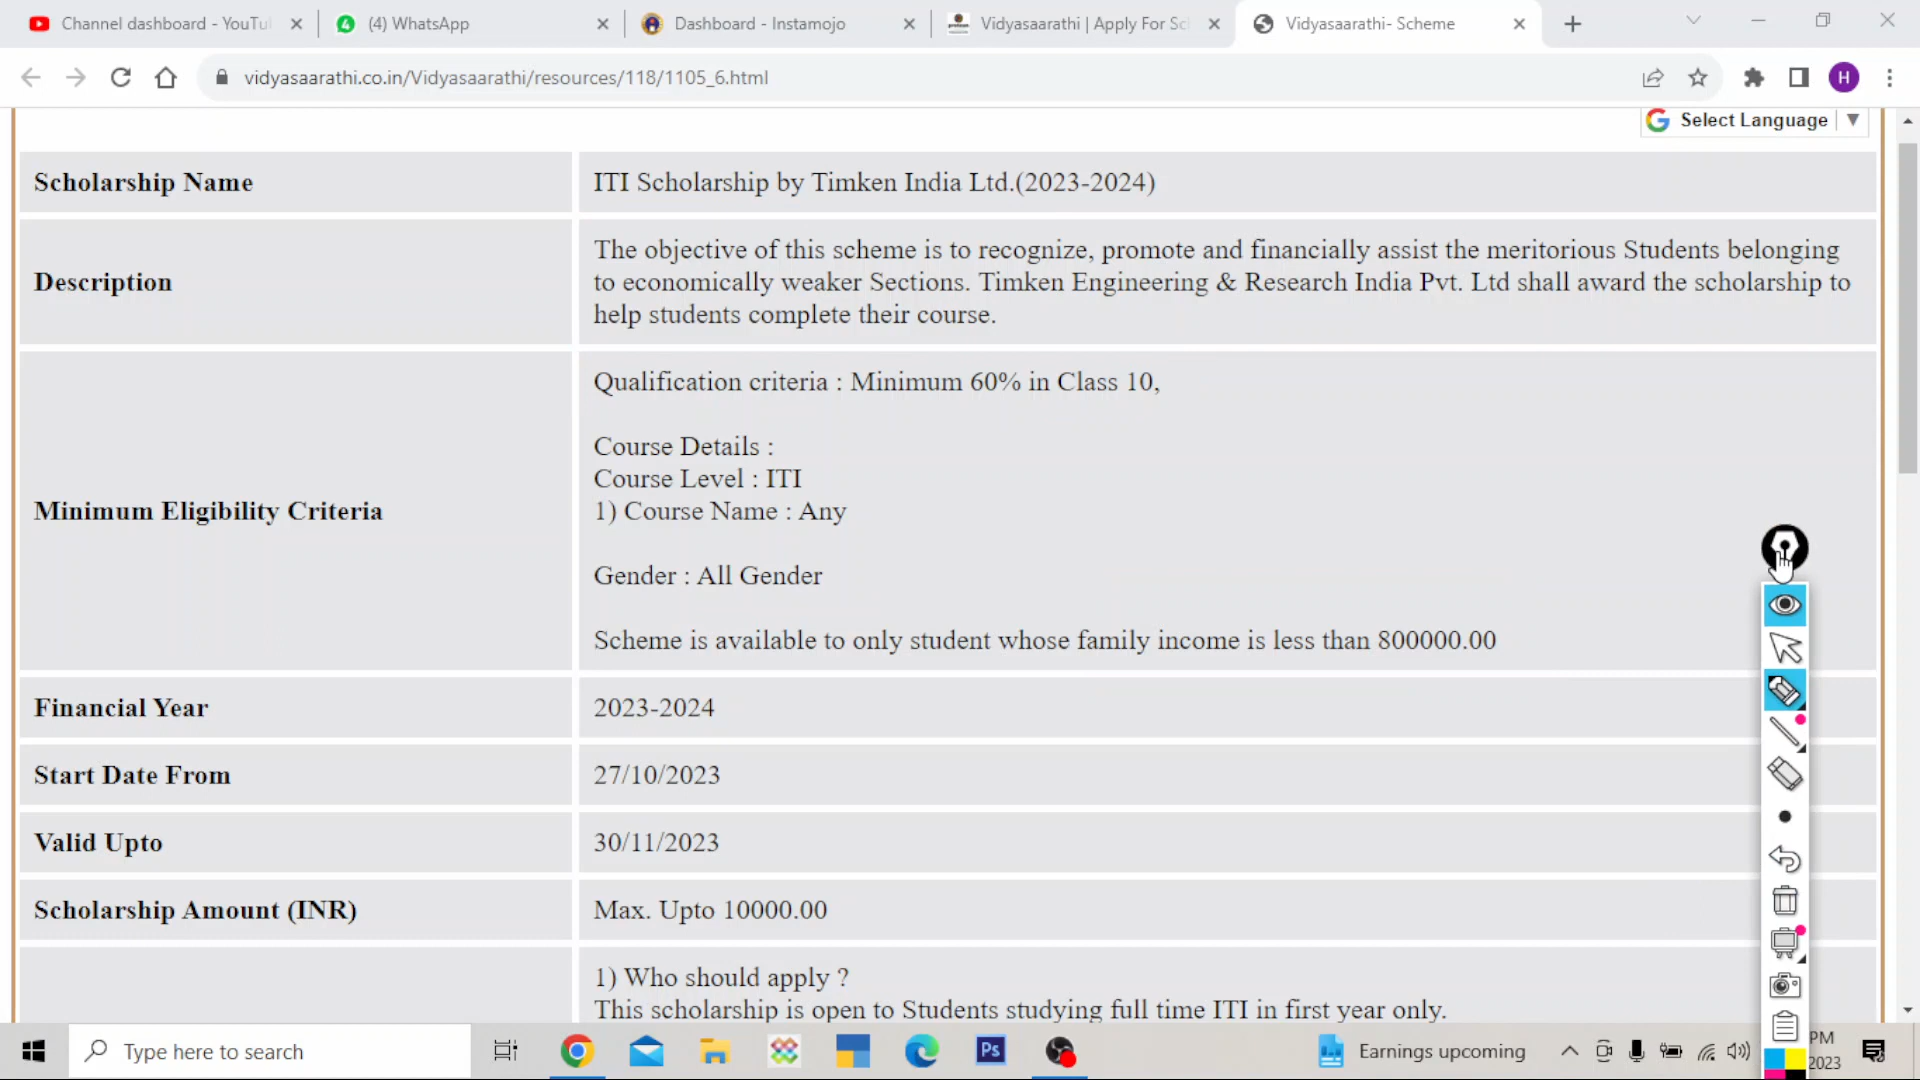 Channel dashboard - YouTu
(4) WhatsApp
Dashboard - Instamojo
Vidyasaarathi | Apply For Sc
Vidyasaarathi- Scheme
vidyasaarathi.co.in/Vidyasaarathi/resources/118/1105_6.html
H
Select Language
Scholarship Name
ITI Scholarship by Timken India Ltd.(2023-2024)
Description
The objective of this scheme is to recognize, promote and financially assist the meritorious Students belonging
to economically weaker Sections. Timken Engineering & Research India Pvt. Ltd shall award the scholarship to
help students complete their course.
Minimum Eligibility Criteria
Qualification criteria : Minimum 60% in Class 10,
Course Details :
Course Level : ITI
1) Course Name : Any
Gender : All Gender
Scheme is available to only student whose family income is less than 800000.00
Financial Year
2023-2024
Start Date From
27/10/2023
Valid Upto
30/11/2023
Scholarship Amount (INR)
Max. Upto 10000.00
1) Who should apply ?
This scholarship is open to Students studying full time ITI in first year only.
Type here to search
Ps
Earnings upcoming
PM
2023